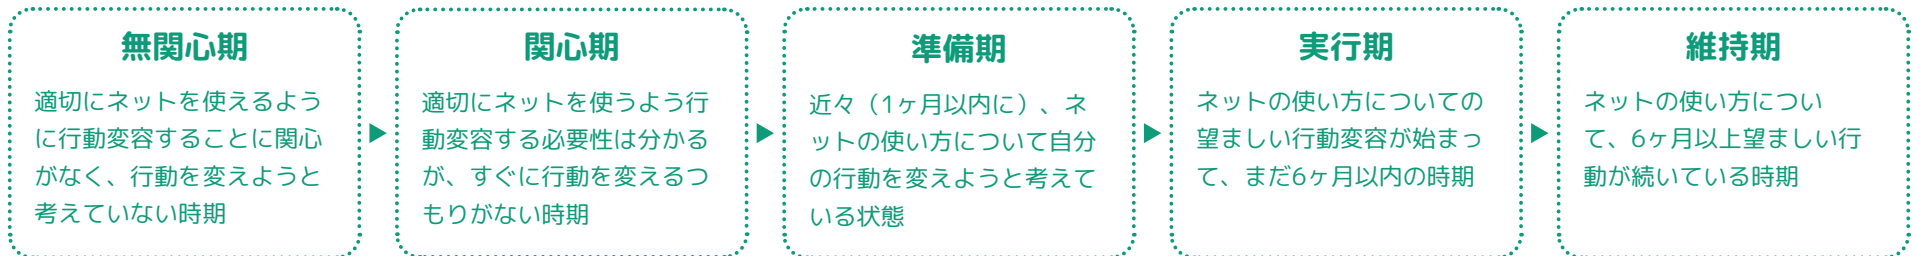 無関心期
適切にネットを使えるよう
に行動変容することに関心
がなく、行動を変えようと
考えていない時期
関心期
適切にネットを使うよう行
動変容する必要性は分かる
が、すぐに行動を変えるつ
もりがない時期
準備期
近々（1ヶ月以内に）、ネ
ットの使い方について自分
の行動を変えようと考えて
いる状態
実行期
ネットの使い方についての
望ましい行動変容が始まっ
て、まだ6ヶ月以内の時期
維持期
ネットの使い方につい
て、6ヶ月以上望ましい行
動が続いている時期